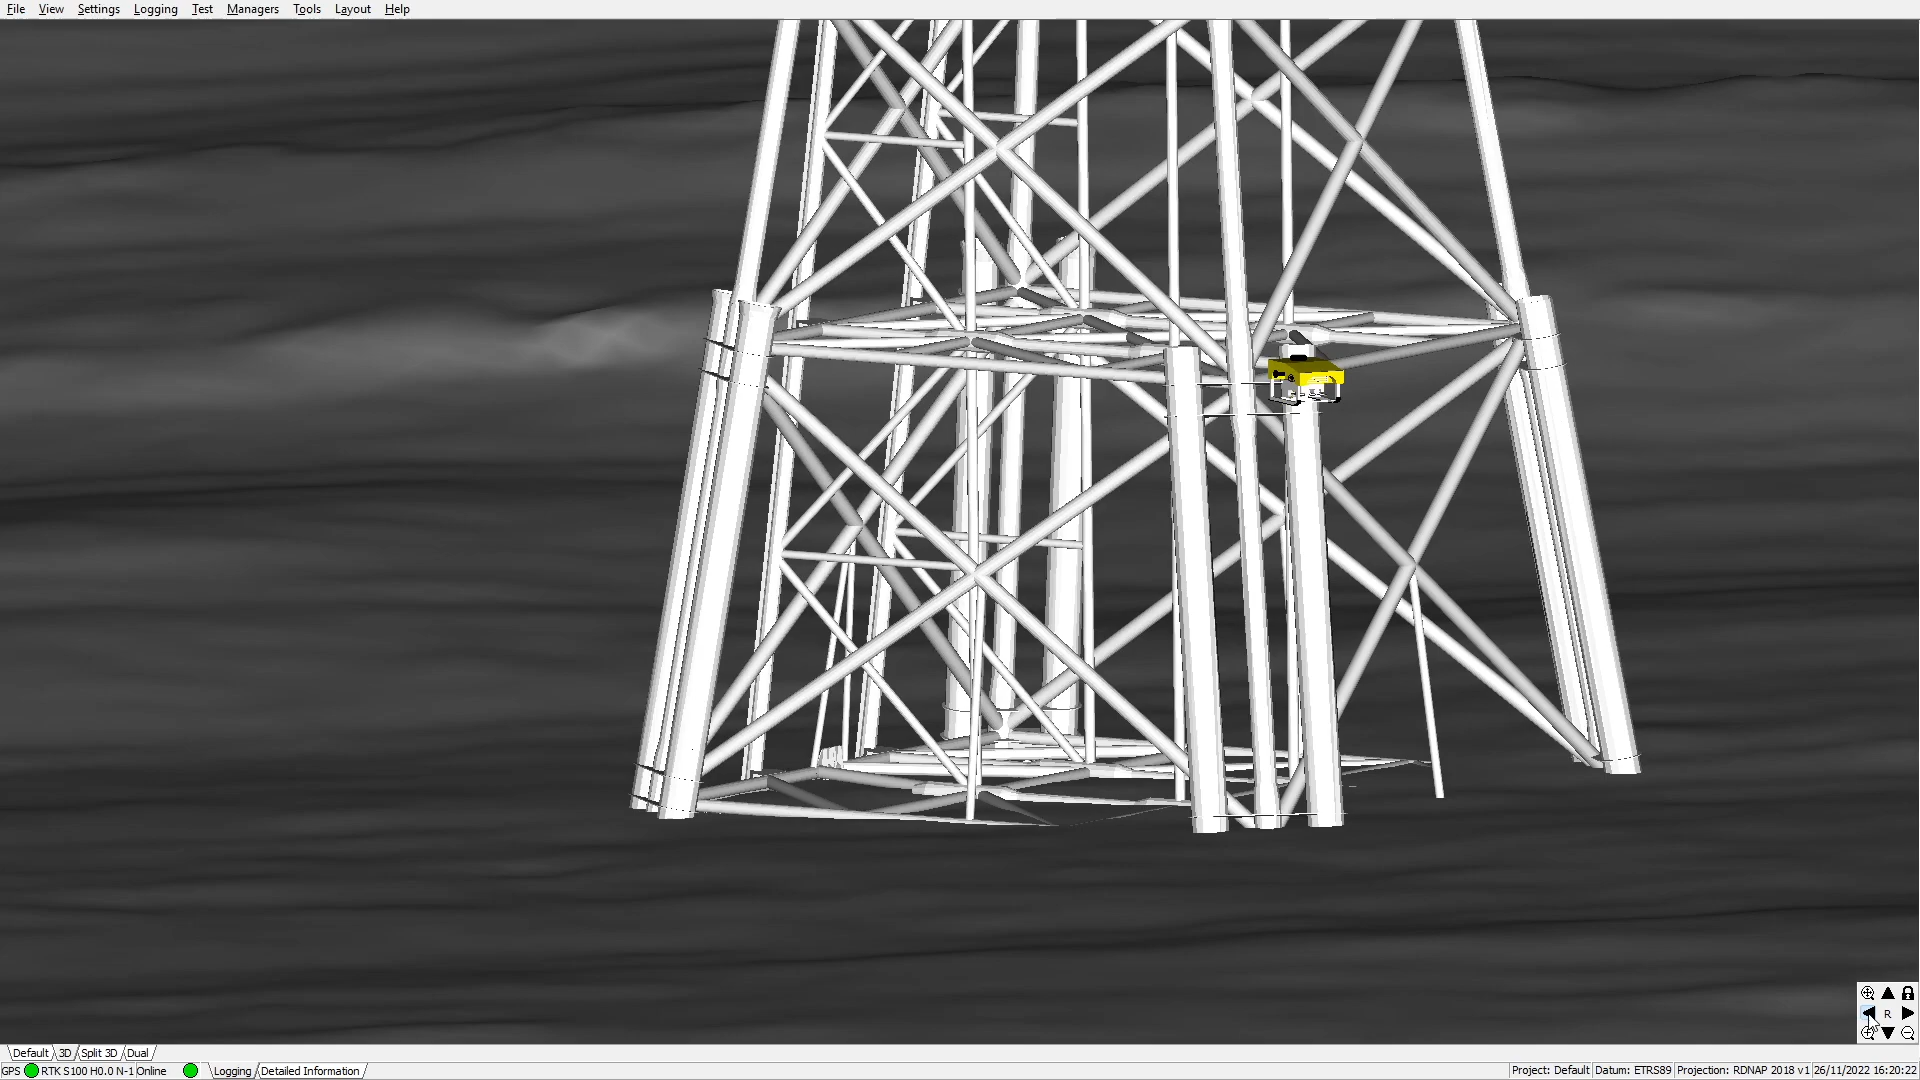 File View Settings Logging Test Managers Tools Layout Help
R
Default 3D Split 3D Dual
GPS RTK S100 H0.0 N-1 Online Logging Detailed Information Project: Default Datum: ETRS89 Projection: RDNAP 2018 v1 26/11/2022 16:20:22